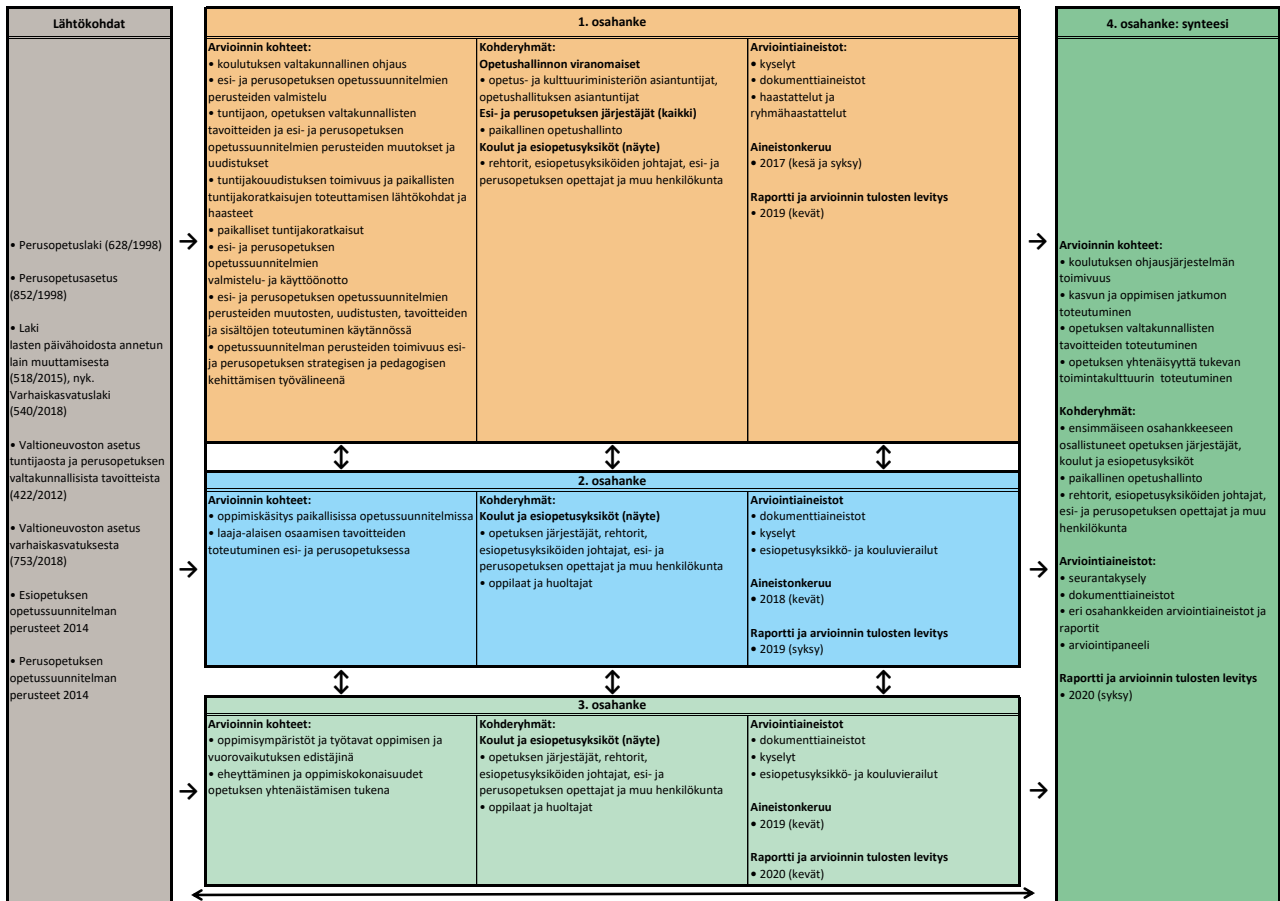 Lähtökohdat
• Perusopetuslaki (628/1998)
• Perusopetusasetus
(852/1998)
• Laki
lasten päivähoidosta annetun
lain muuttamisesta
(518/2015), nyk.
Varhaiskasvatuslaki
(540/2018)
• Valtioneuvoston asetus
tuntijaosta ja perusopetuksen
valtakunnallisista tavoitteista
(422/2012)
• Valtioneuvoston asetus
varhaiskasvatuksesta
(753/2018)
• Esiopetuksen
opetussuunnitelman
perusteet 2014
• Perusopetuksen
opetussuunnitelman
perusteet 2014
1. osahanke
Arvioinnin kohteet:
• koulutuksen valtakunnallinen ohjaus
• esi- ja perusopetuksen opetussuunnitelmien
perusteiden valmistelu
• tuntijaon, opetuksen valtakunnallisten
tavoitteiden ja esi- ja perusopetuksen
opetussuunnitelmien perusteiden muutokset ja
uudistukset
• tuntijakouudistuksen toimivuus ja paikallisten
tuntijakoratkaisujen toteuttamisen lähtökohdat ja
haasteet
• paikalliset tuntijakoratkaisut
• esi- ja perusopetuksen
opetussuunnitelmien
valmistelu- ja käyttöönotto
• esi- ja perusopetuksen opetussuunnitelmien
perusteiden muutosten, uudistusten, tavoitteiden
ja sisältöjen toteutuminen käytännössä
• opetussuunnitelman perusteiden toimivuus esi-
ja perusopetuksen strategisen ja pedagogisen
kehittämisen työvälineenä
Kohderyhmät:
Opetushallinnon viranomaiset
• opetus- ja kulttuuriministeriön asiantuntijat,
opetushallituksen asiantuntijat
Esi- ja perusopetuksen järjestäjät (kaikki)
• paikallinen opetushallinto
Koulut ja esiopetusyksiköt (näyte)
• rehtorit, esiopetusyksiköiden johtajat, esi- ja
perusopetuksen opettajat ja muu henkilökunta
Arviointiaineistot:
• kyselyt
• dokumenttiaineistot
• haastattelut ja
ryhmähaastattelut
Aineistonkeruu
• 2017 (kesä ja syksy)
Raportti ja arvioinnin tulosten levitys
• 2019 (kevät)
2. osahanke
Arvioinnin kohteet:
• oppimiskäsitys paikallisissa opetussuunnitelmissa
• laaja-alaisen osaamisen tavoitteiden
toteutuminen esi- ja perusopetuksessa
Kohderyhmät:
Koulut ja esiopetusyksiköt (näyte)
• opetuksen järjestäjät, rehtorit,
esiopetusyksiköiden johtajat, esi- ja
perusopetuksen opettajat ja muu henkilökunta
• oppilaat ja huoltajat
Arviointiaineistot
• dokumenttiaineistot
• kyselyt
• esiopetusyksikkö- ja kouluvierailut
Aineistonkeruu
• 2018 (kevät)
Raportti ja arvioinnin tulosten levitys
• 2019 (syksy)
3. osahanke
Arvioinnin kohteet:
• oppimisympäristöt ja työtavat oppimisen ja
vuorovaikutuksen edistäjinä
• eheyttäminen ja oppimiskokonaisuudet
opetuksen yhtenäistämisen tukena
Kohderyhmät:
Koulut ja esiopetusyksiköt (näyte)
• opetuksen järjestäjät, rehtorit,
esiopetusyksiköiden johtajat, esi- ja
perusopetuksen opettajat ja muu henkilökunta
• oppilaat ja huoltajat
Arviointiaineistot
• dokumenttiaineistot
• kyselyt
• esiopetusyksikkö- ja kouluvierailut
Aineistonkeruu
• 2019 (kevät)
Raportti ja arvioinnin tulosten levitys
• 2020 (kevät)
4. osahanke: synteesi
Arvioinnin kohteet:
• koulutuksen ohjausjärjestelmän
toimivuus
• kasvun ja oppimisen jatkumon
toteutuminen
• opetuksen valtakunnallisten
tavoitteiden toteutuminen
• opetuksen yhtenäisyyttä tukevan
toimintakulttuurin toteutuminen
Kohderyhmät:
• ensimmäiseen osahankkeeseen
osallistuneet opetuksen järjestäjät,
koulut ja esiopetusyksiköt
• paikallinen opetushallinto
• rehtorit, esiopetusyksiköiden johtajat,
esi- ja perusopetuksen opettajat ja muu
henkilökunta
Arviointiaineistot:
• seurantakysely
• dokumenttiaineistot
• eri osahankkeiden arviointiaineistot ja
raportit
• arviointipaneeli
Raportti ja arvioinnin tulosten levitys
• 2020 (syksy)